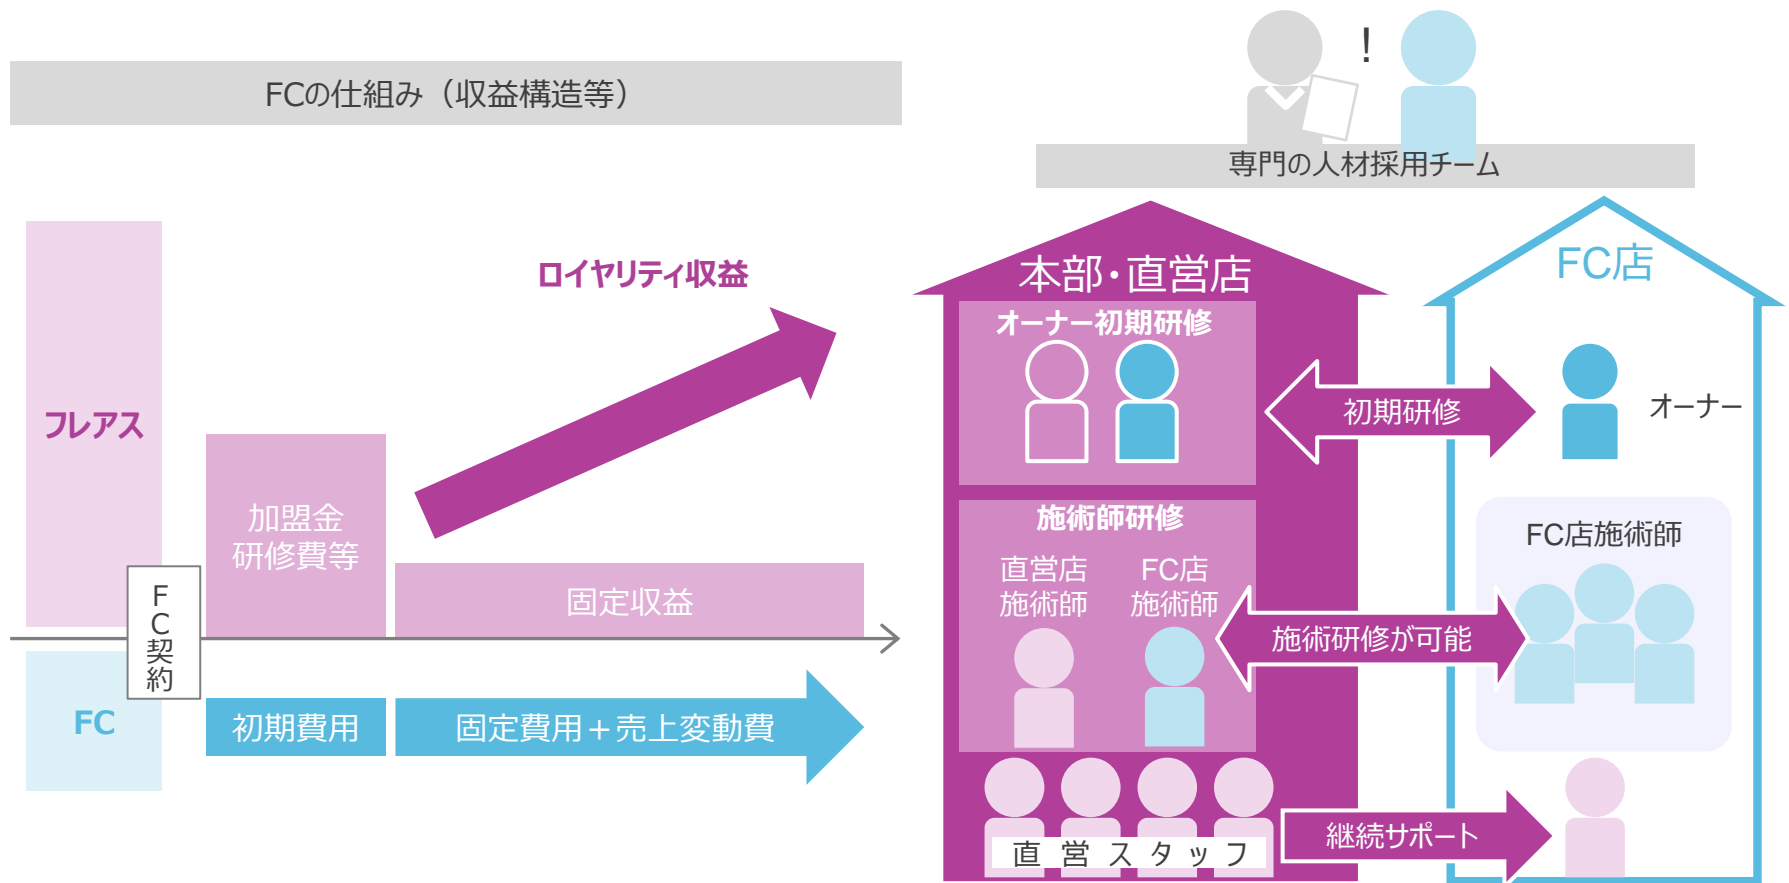 FCの仕組み（収益構造等）
ロイヤリティ収益
フレアス
加盟金
研修費等
固定収益
FC契約
FC
初期費用
固定費用＋売上変動費
！
専門の人材採用チーム
本部・直営店
オーナー初期研修
施術師研修
直営店
施術師
FC店
施術師
直営スタッフ
初期研修
施術研修が可能
継続サポート
FC店
オーナー
FC店施術師